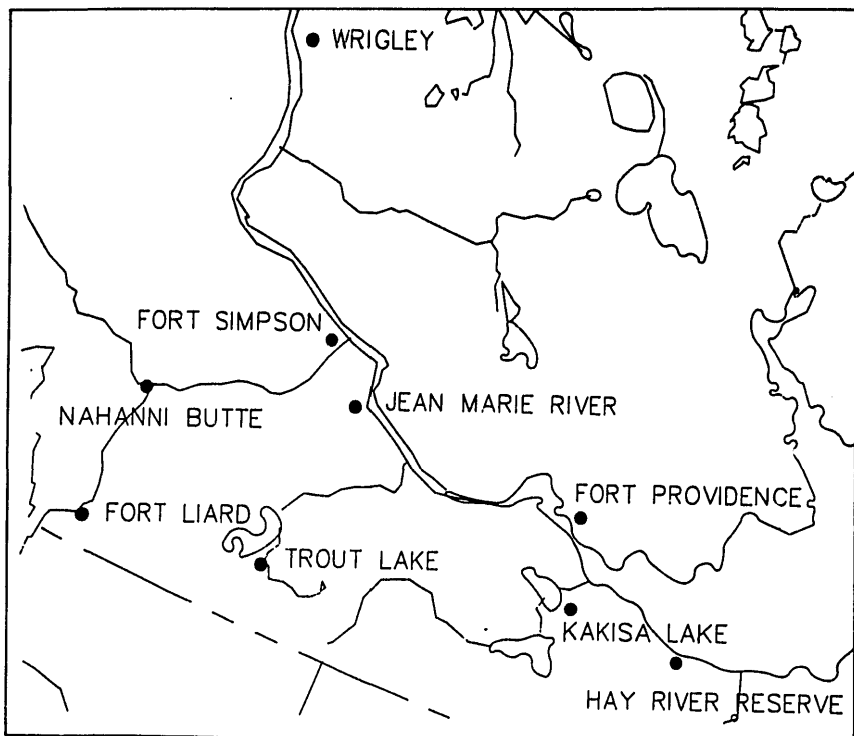 WRIGLEY
FORT SIMPSON
JEAN MARIE RIVER
NAHANNI BUTTE
FORT PROVIDENCE
FORT LIARD
TROUT LAKE
KAKISA LAKE
HAY RIVER RESERVE